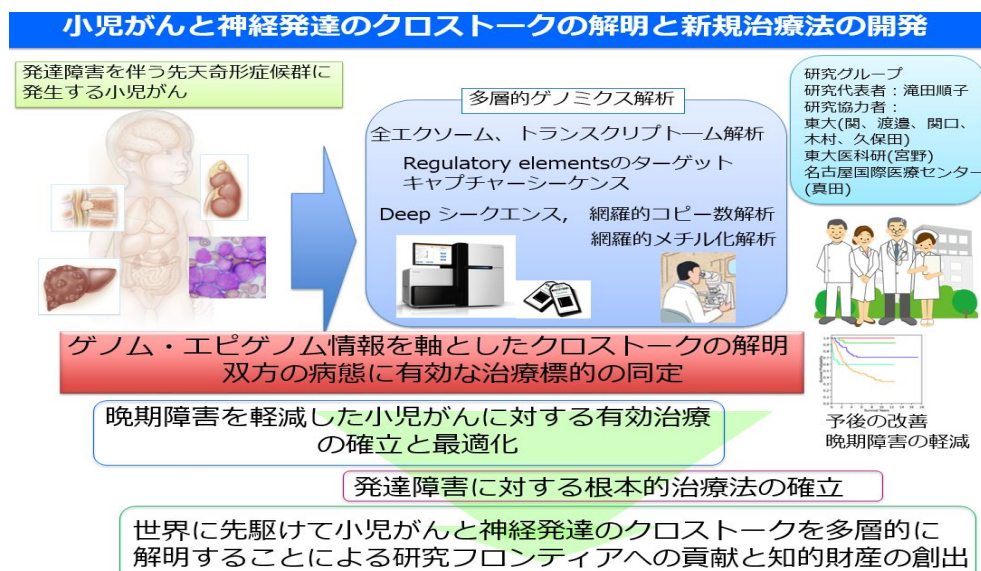 小児がんと神経発達のクロストークの解明と新規治療法の開発
発達障害を伴う先天奇形症候群に
発生する小児がん
多層的ゲノミクス解析
全エクソーム、トランスクリプトーム解析
Regulatory elementsのターゲット
キャプチャーシーケンス
Deep シークエンス, 網羅的コピー数解析
網羅的メチル化解析
研究グループ
研究代表者：滝田順子
研究協力者：
東大(関、渡邉、関口、
木村、久保田)
東大医科研(宮野)
名古屋国際医療センター
(真田)
ゲノム・エピゲノム情報を軸としたクロストークの解明
双方の病態に有効な治療標的の同定
予後の改善
晩期障害の軽減
晩期障害を軽減した小児がんに対する有効治療
の確立と最適化
発達障害に対する根本的治療法の確立
世界に先駆けて小児がんと神経発達のクロストークを多層的に
解明することによる研究フロンティアへの貢献と知的財産の創出